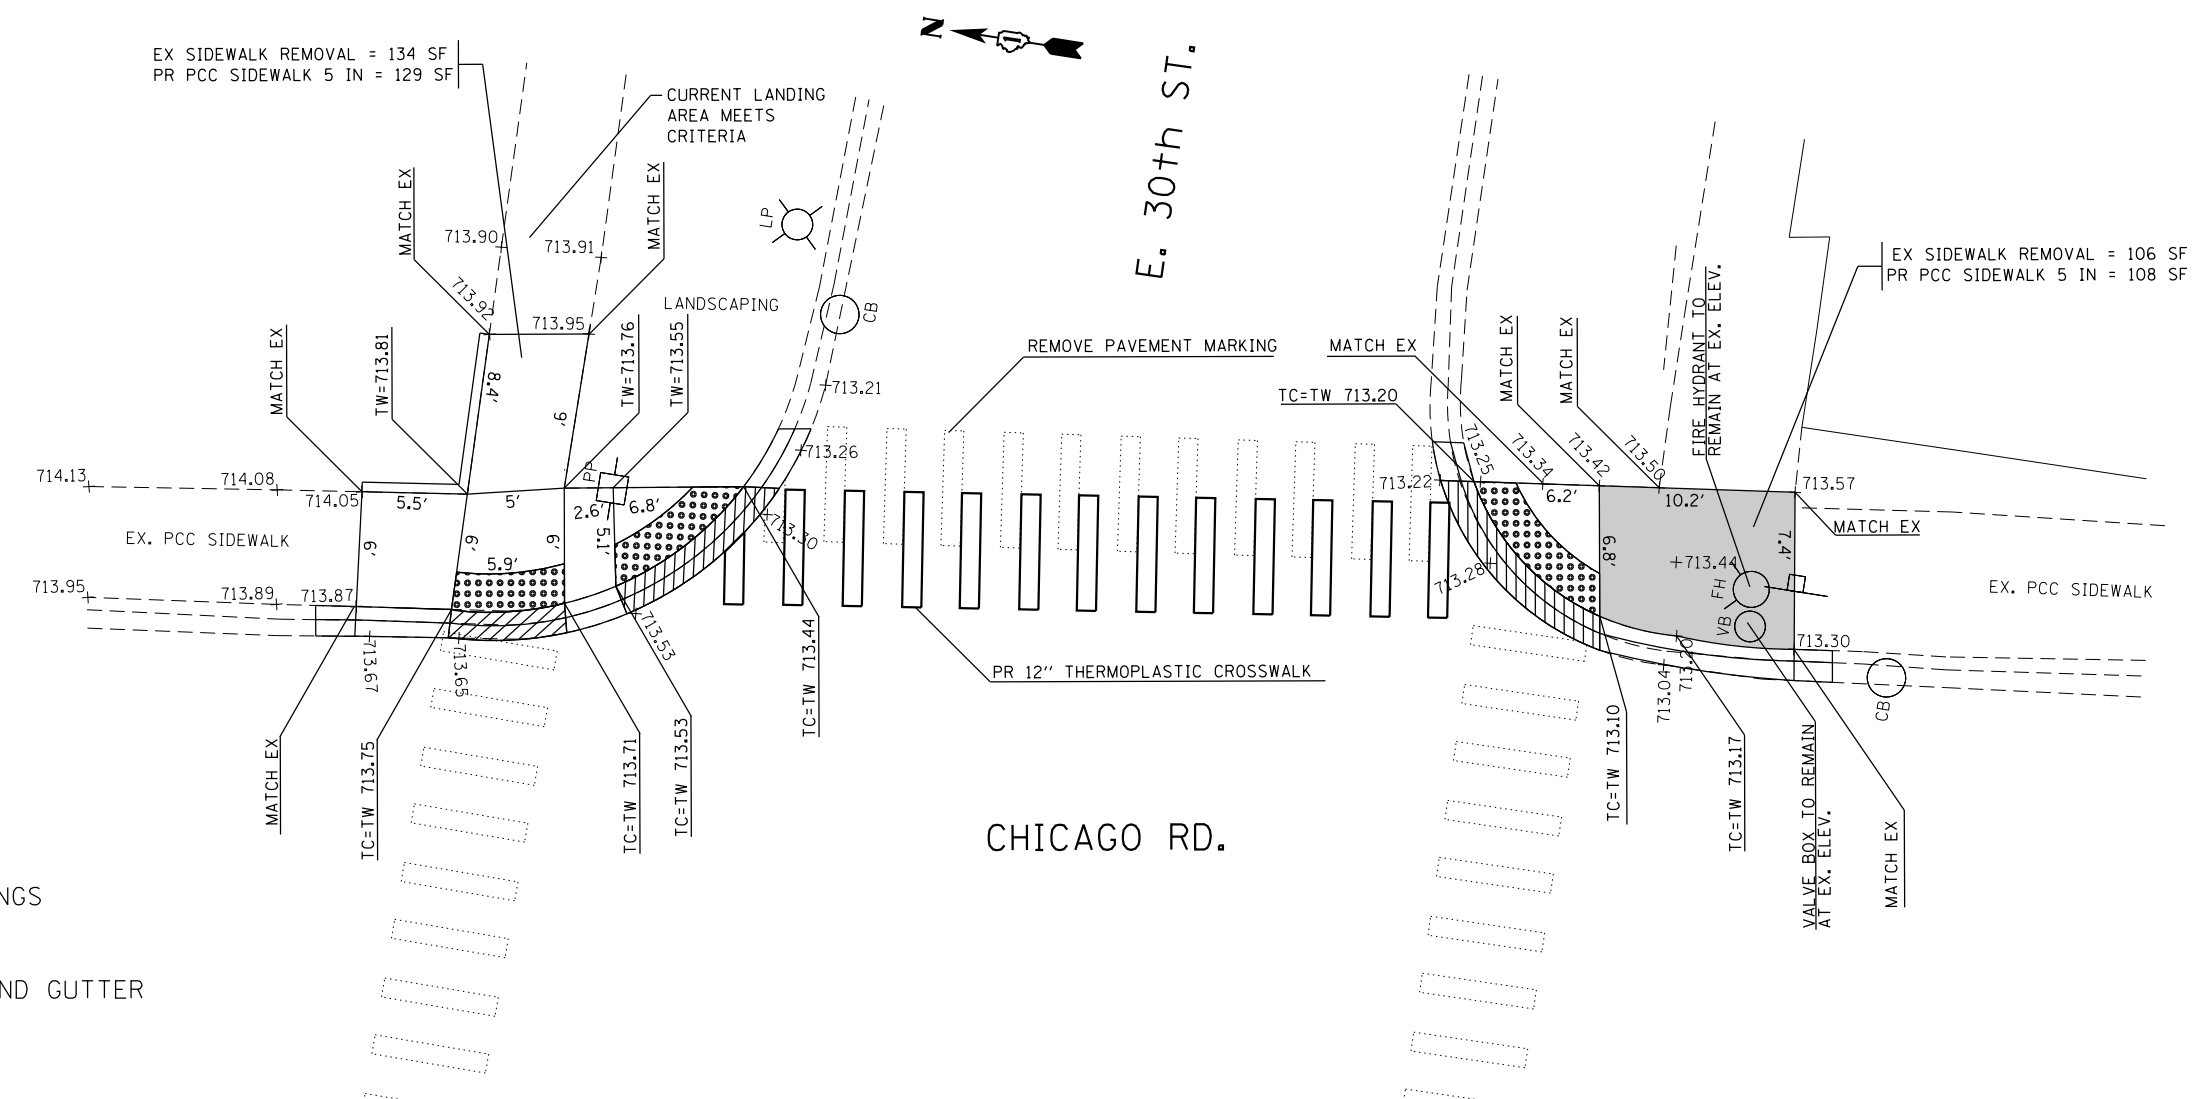 N
1
EX SIDEWALK REMOVAL = 134 SF
PR PCC SIDEWALK 5 IN = 129 SF
CURRENT LANDING
AREA MEETS
CRITERIA
E. 30th ST.
MATCH EX
MATCH EX
713.90
713.91
LP
LANDSCAPING
CB
713.92
713.95
MATCH EX
TW=713.81
TW=713.76
TW=713.55
8.4'
9'
713.21
713.26
REMOVE PAVEMENT MARKING
MATCH EX
MATCH EX
MATCH EX
TC=TW 713.20
FIRE HYDRANT TO
REMAIN AT EX. ELEV.
EX SIDEWALK REMOVAL = 106 SF
PR PCC SIDEWALK 5 IN = 108 SF
714.13
714.08
714.05
5.5'
5'
PP
2.6'
6.8'
713.22
713.25
713.34
713.42
713.50
6.2'
10.2'
713.57
MATCH EX
EX. PCC SIDEWALK
6'
6'
6'
5.1'
5.9'
713.30
713.28
6.8'
7.4'
713.44
FH
VB
EX. PCC SIDEWALK
713.95
713.89
713.87
713.67
713.65
713.53
713.30
713.04
713.20
CB
PR 12" THERMOPLASTIC CROSSWALK
MATCH EX
TC=TW 713.75
TC=TW 713.71
TC=TW 713.53
TC=TW 713.44
TC=TW 713.10
TC=TW 713.17
VALVE BOX TO REMAIN
AT EX. ELEV.
MATCH EX
CHICAGO RD.
NGS
ND GUTTER